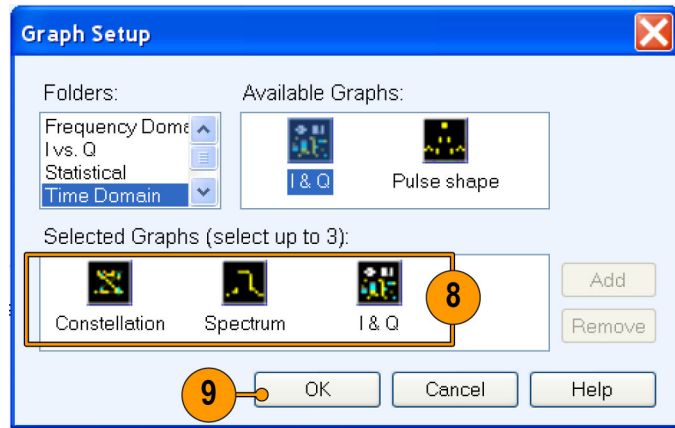 Graph Setup
Folders: Available Graphs:
Frequency Doma
I vs. Q
Statistical
Time Domain
I & Q Pulse shape
Selected Graphs (select up to 3):
8
Constellation Spectrum I & Q
Add
Remove
9
OK Cancel Help